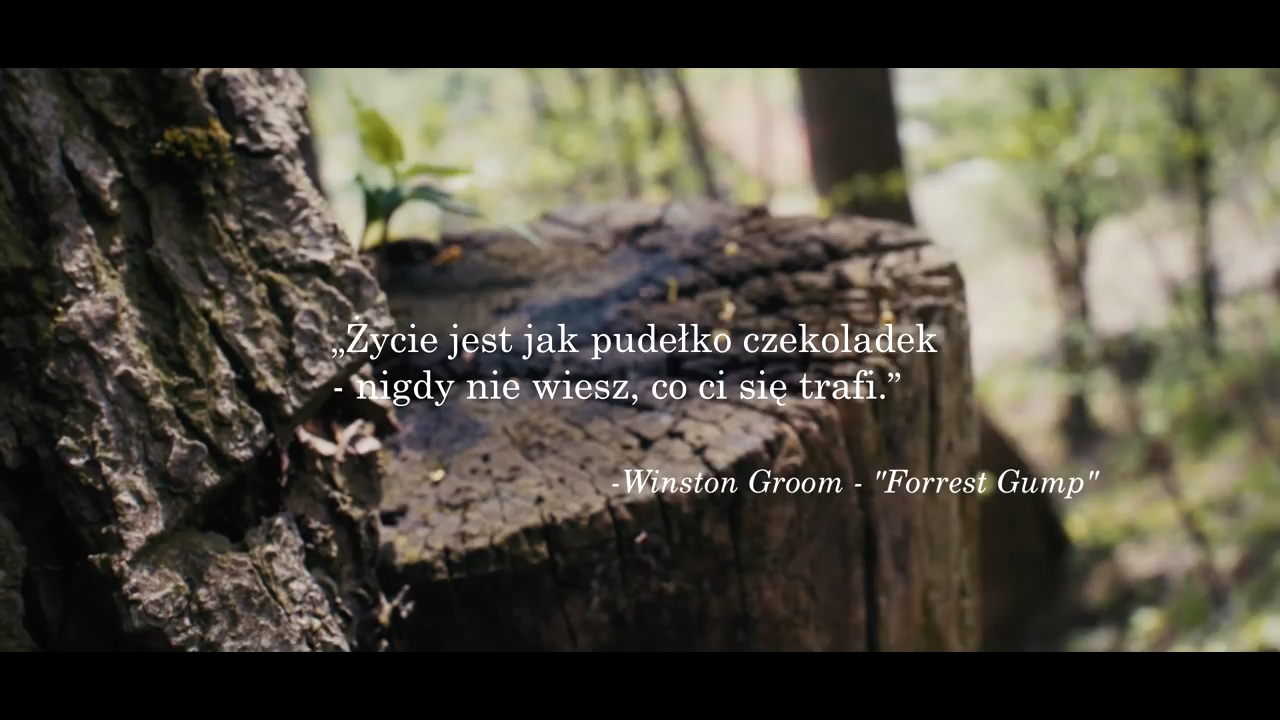 „Życie jest jak pudełko czekoladek
- nigdy nie wiesz, co ci się trafi.”
-Winston Groom - "Forrest Gump"